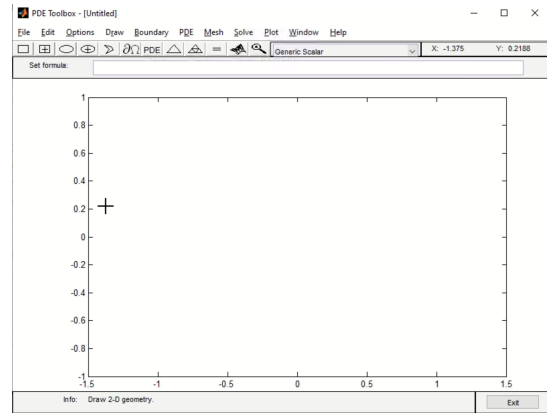 PDE Toolbox - [Untitled]
File Edit Options Draw Boundary PDE Mesh Solve Plot Window Help
∂Ω PDE = Generic Scalar X: -1.375 Y: 0.2188
Set formula:
1
0.8
0.6
0.4
0.2
0
-0.2
-0.4
-0.6
-0.8
-1
-1.5 -1 -0.5 0 0.5 1 1.5
Info: Draw 2-D geometry. Exit